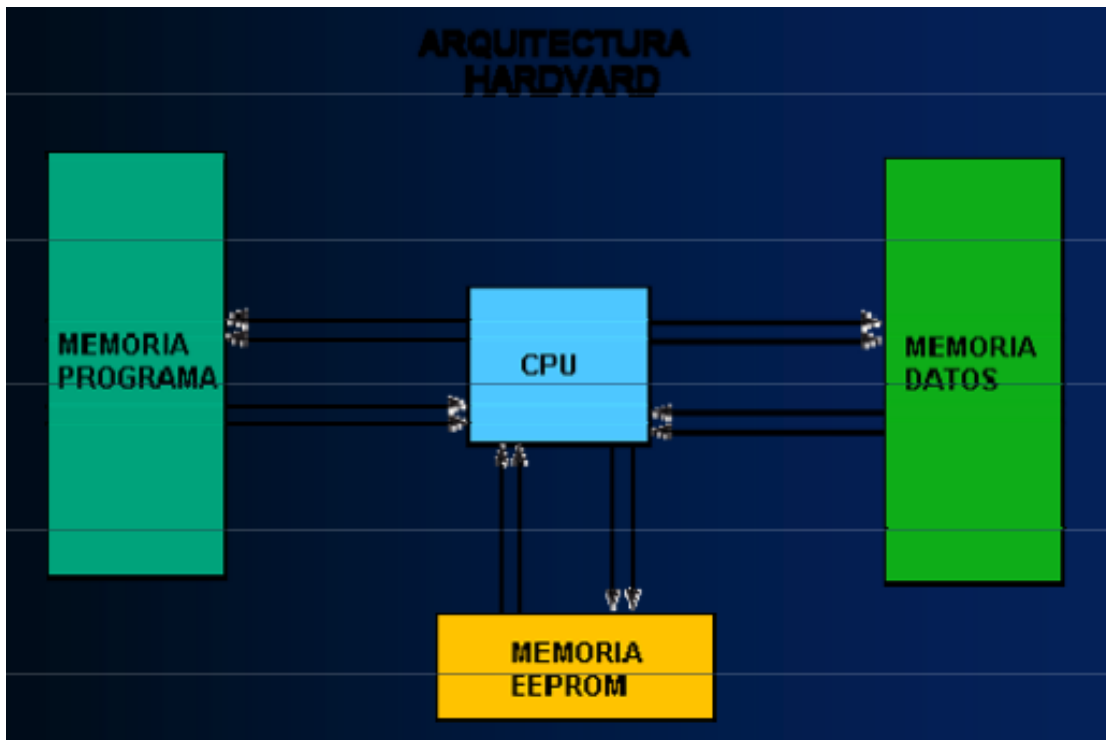 ARQUITECTURA
HARDVARD
MEMORIA
PROGRAMA
CPU
MEMORIA
DATOS
MEMORIA
EEPROM